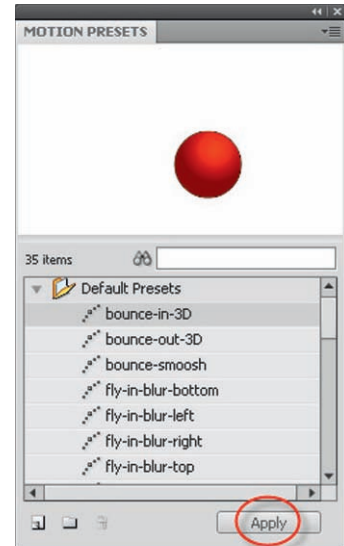 MOTION PRESETS
35 items
Default Presets
bounce-in-3D
bounce-out-3D
bounce-smoosh
fly-in-blur-bottom
fly-in-blur-left
fly-in-blur-right
fly-in-blur-top
Apply